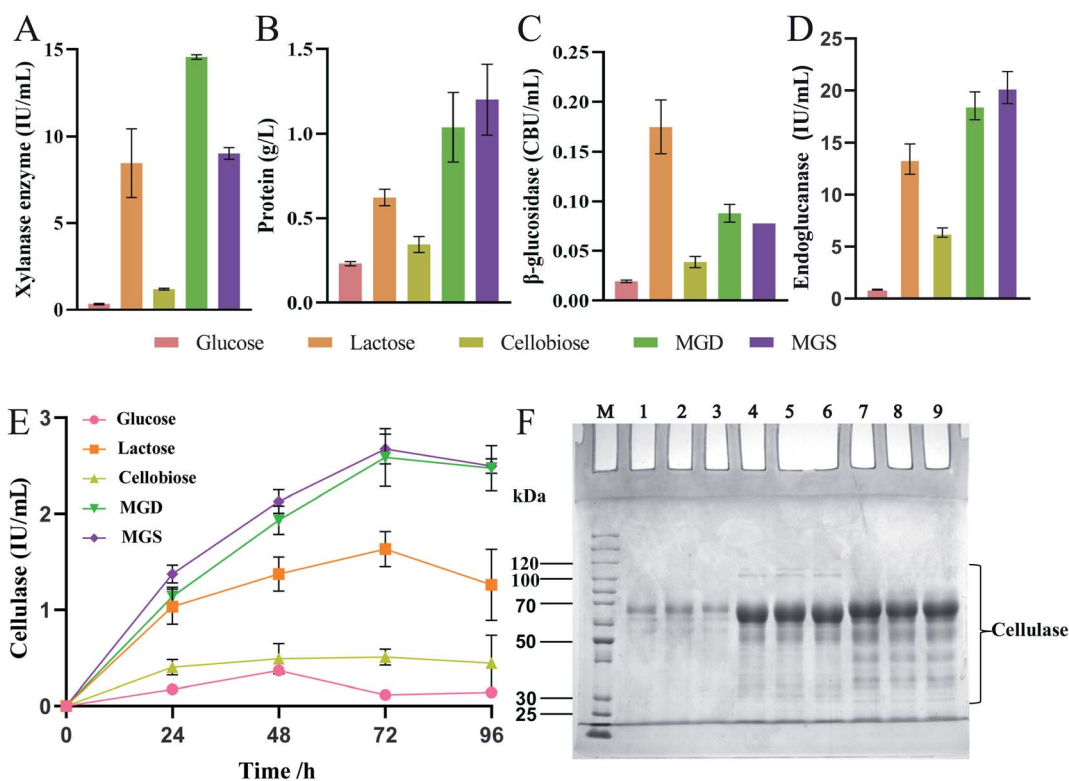 A
Xylanase enzyme (IU/mL)
15
10
5
0
B
Protein (g/L)
1.5
1.0
0.5
0.0
C
β-glucosidase (CBU/mL)
0.25
0.20
0.15
0.10
0.05
0.00
D
Endoglucanase (IU/mL)
25
20
15
10
5
0
Glucose Lactose Cellobiose MGD MGS
E
Cellulase (IU/mL)
3
2
1
0
Glucose
Lactose
Cellobiose
MGD
MGS
0 24 48 72 96
Time /h
F
M 1 2 3 4 5 6 7 8 9
kDa
120
100
70
50
30
25
Cellulase